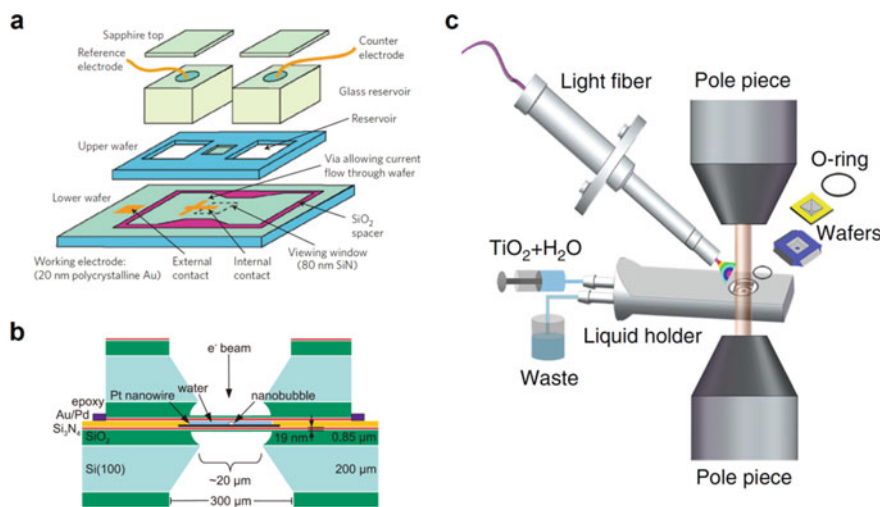 a
Sapphire top
Reference
electrode
Counter
electrode
Glass reservoir
Reservoir
Upper wafer
Via allowing current
flow through wafer
Lower wafer
SiO2
spacer
Working electrode:
(20 nm polycrystalline Au)
External
contact
Internal
contact
Viewing window
(80 nm SiN)
b
e- beam
water
Pt nanowire
nanobubble
epoxy
Au/Pd
Si3N4
SiO2
19 nm
0.85 μm
Si(100)
200 μm
~20 μm
300 μm
c
Light fiber
Pole piece
O-ring
Wafers
TiO2+H2O
Liquid holder
Waste
Pole piece